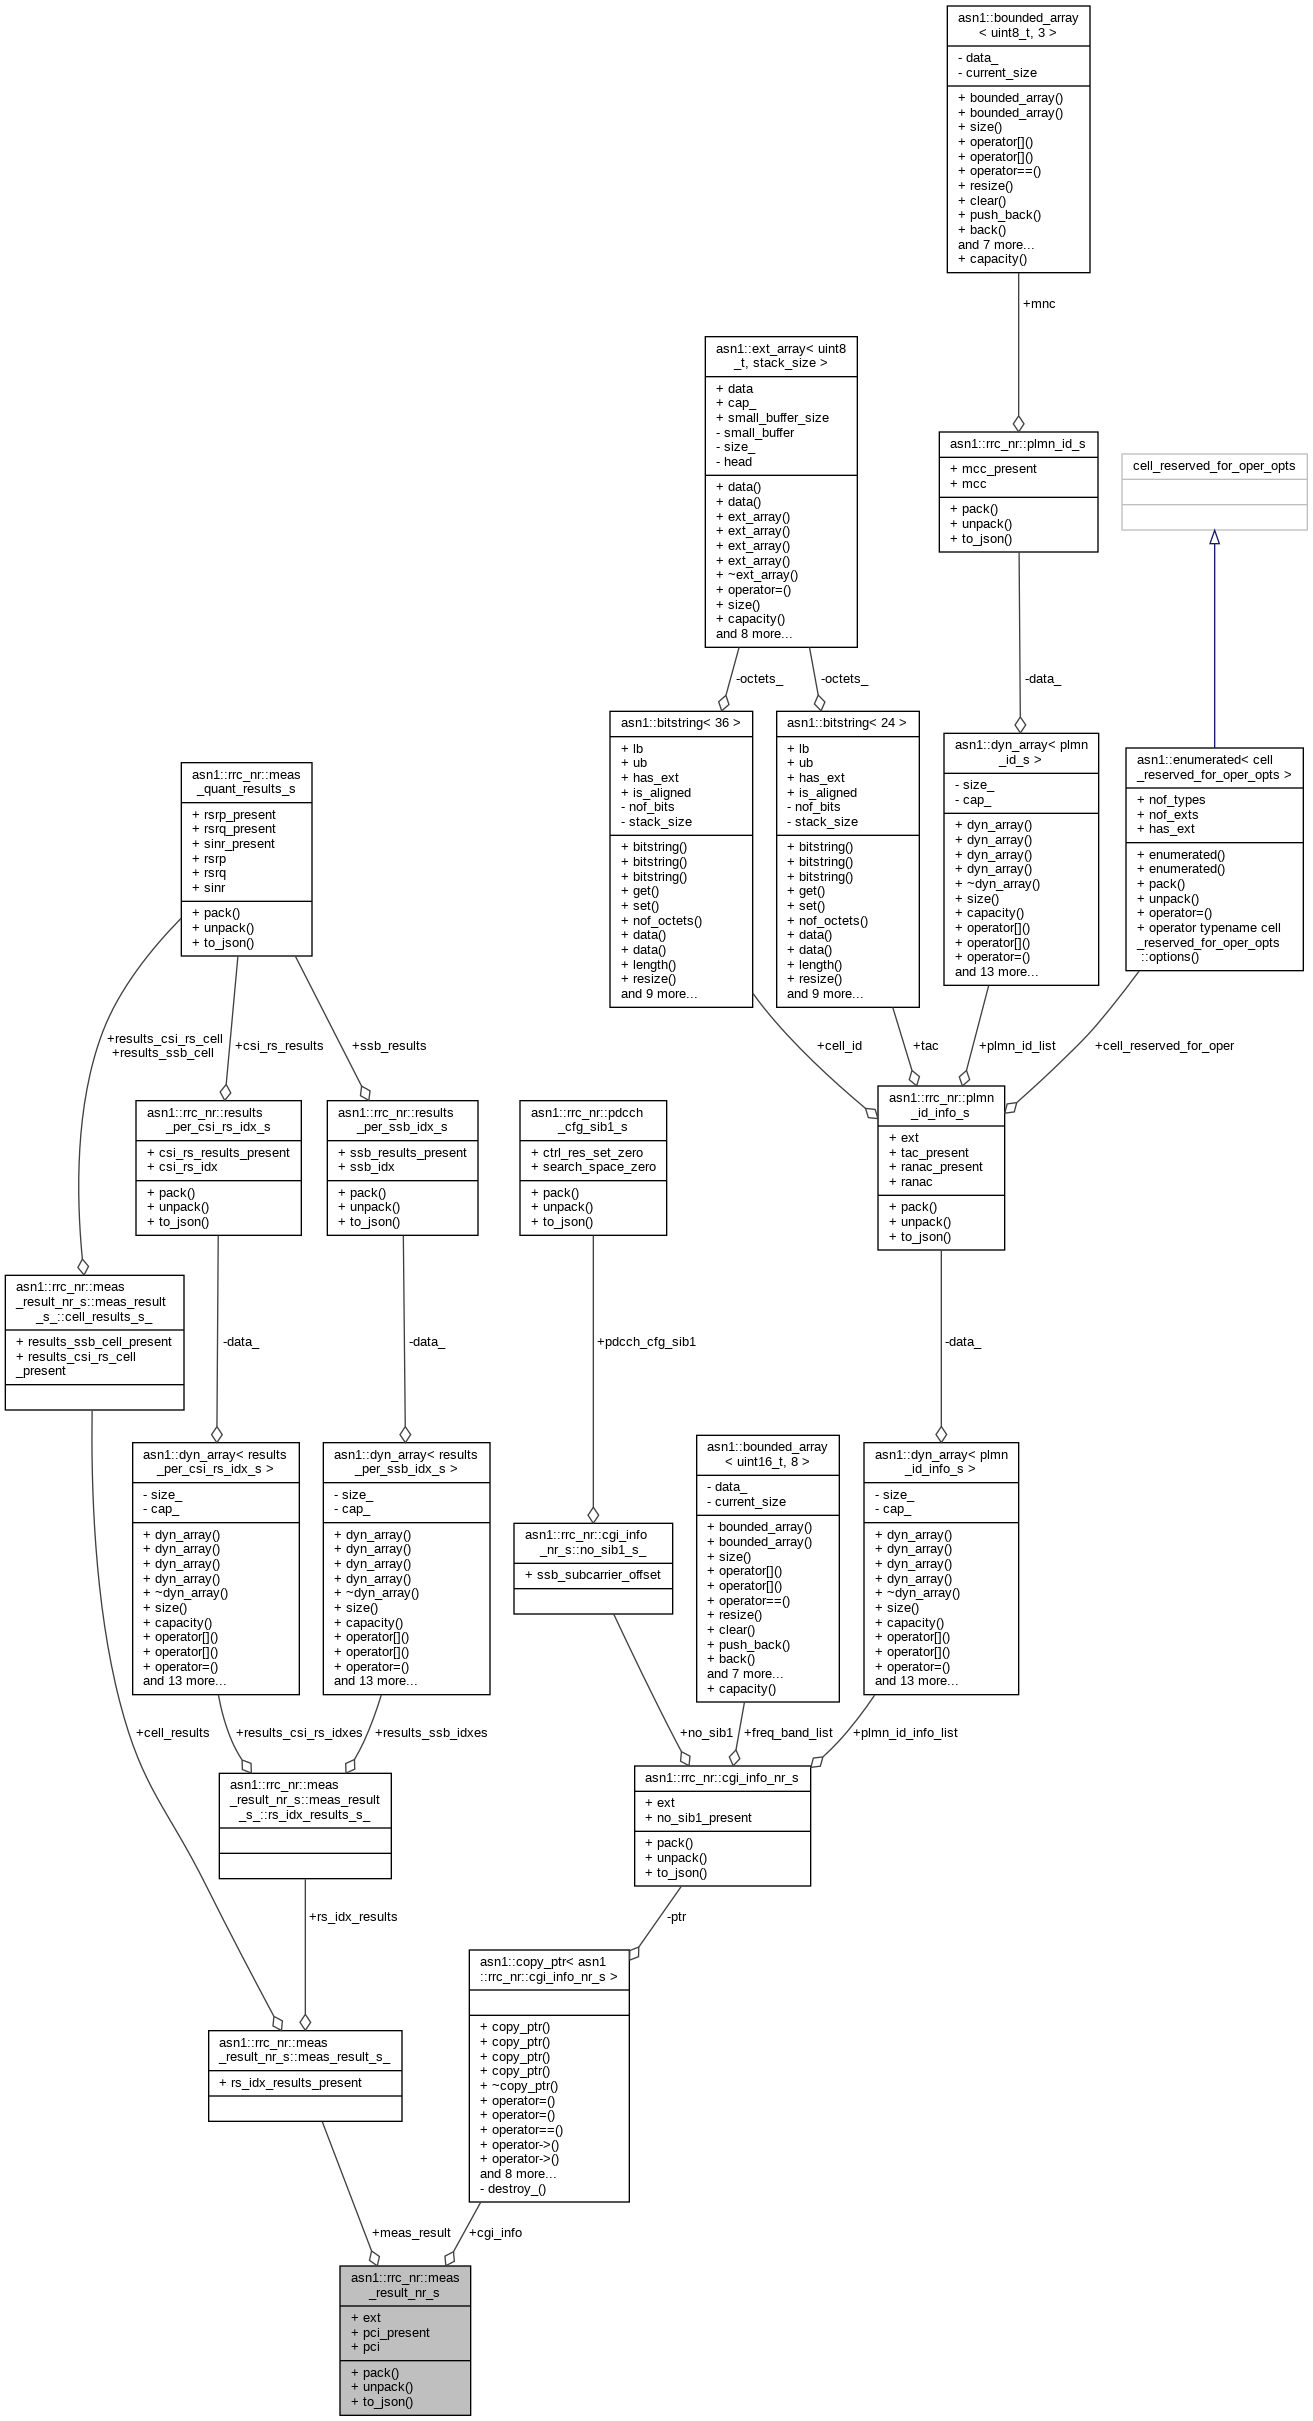 asn1::bounded_array
< uint8_t, 3 >
- data_
- current_size
+ bounded_array()
+ bounded_array()
+ size()
+ operator[]()
+ operator[]()
+ operator==()
+ resize()
+ clear()
+ push_back()
+ back()
and 7 more...
+ capacity()
+mnc
asn1::ext_array< uint8
_t, stack_size >
+ data
+ cap_
+ small_buffer_size
- small_buffer
- size_
- head
+ data()
+ data()
+ ext_array()
+ ext_array()
+ ext_array()
+ ext_array()
+ ~ext_array()
+ operator=()
+ size()
+ capacity()
and 8 more...
asn1::rrc_nr::plmn_id_s
+ mcc_present
+ mcc
+ pack()
+ unpack()
+ to_json()
cell_reserved_for_oper_opts
-octets_
-octets_
-data_
asn1::bitstring< 36 >
+ lb
+ ub
+ has_ext
+ is_aligned
- nof_bits
- stack_size
+ bitstring()
+ bitstring()
+ bitstring()
+ get()
+ set()
+ nof_octets()
+ data()
+ data()
+ length()
+ resize()
and 9 more...
asn1::bitstring< 24 >
+ lb
+ ub
+ has_ext
+ is_aligned
- nof_bits
- stack_size
+ bitstring()
+ bitstring()
+ bitstring()
+ get()
+ set()
+ nof_octets()
+ data()
+ data()
+ length()
+ resize()
and 9 more...
asn1::dyn_array< plmn
_id_s >
- size_
- cap_
+ dyn_array()
+ dyn_array()
+ dyn_array()
+ dyn_array()
+ ~dyn_array()
+ size()
+ capacity()
+ operator[]()
+ operator[]()
+ operator=()
and 13 more...
asn1::enumerated< cell
_reserved_for_oper_opts >
+ nof_types
+ nof_exts
+ has_ext
+ enumerated()
+ enumerated()
+ pack()
+ unpack()
+ operator=()
+ operator typename cell
_reserved_for_oper_opts
::options()
asn1::rrc_nr::meas
_quant_results_s
+ rsrp_present
+ rsrq_present
+ sinr_present
+ rsrp
+ rsrq
+ sinr
+ pack()
+ unpack()
+ to_json()
+results_csi_rs_cell
+results_ssb_cell
+csi_rs_results
+ssb_results
+cell_id
+tac
+plmn_id_list
+cell_reserved_for_oper
asn1::rrc_nr::results
_per_csi_rs_idx_s
+ csi_rs_results_present
+ csi_rs_idx
+ pack()
+ unpack()
+ to_json()
asn1::rrc_nr::results
_per_ssb_idx_s
+ ssb_results_present
+ ssb_idx
+ pack()
+ unpack()
+ to_json()
asn1::rrc_nr::pdcch
_cfg_sib1_s
+ ctrl_res_set_zero
+ search_space_zero
+ pack()
+ unpack()
+ to_json()
asn1::rrc_nr::plmn
_id_info_s
+ ext
+ tac_present
+ ranac_present
+ ranac
+ pack()
+ unpack()
+ to_json()
asn1::rrc_nr::meas
_result_nr_s::meas_result
_s_::cell_results_s_
+ results_ssb_cell_present
+ results_csi_rs_cell
_present
-data_
-data_
+pdcch_cfg_sib1
-data_
asn1::dyn_array< results
_per_csi_rs_idx_s >
- size_
- cap_
+ dyn_array()
+ dyn_array()
+ dyn_array()
+ dyn_array()
+ ~dyn_array()
+ size()
+ capacity()
+ operator[]()
+ operator[]()
+ operator=()
and 13 more...
asn1::dyn_array< results
_per_ssb_idx_s >
- size_
- cap_
+ dyn_array()
+ dyn_array()
+ dyn_array()
+ dyn_array()
+ ~dyn_array()
+ size()
+ capacity()
+ operator[]()
+ operator[]()
+ operator=()
and 13 more...
asn1::rrc_nr::cgi_info
_nr_s::no_sib1_s_
+ ssb_subcarrier_offset
asn1::bounded_array
< uint16_t, 8 >
- data_
- current_size
+ bounded_array()
+ bounded_array()
+ size()
+ operator[]()
+ operator[]()
+ operator==()
+ resize()
+ clear()
+ push_back()
+ back()
and 7 more...
+ capacity()
asn1::dyn_array< plmn
_id_info_s >
- size_
- cap_
+ dyn_array()
+ dyn_array()
+ dyn_array()
+ dyn_array()
+ ~dyn_array()
+ size()
+ capacity()
+ operator[]()
+ operator[]()
+ operator=()
and 13 more...
+cell_results
+results_csi_rs_idxes
+results_ssb_idxes
+no_sib1
+freq_band_list
+plmn_id_info_list
asn1::rrc_nr::meas
_result_nr_s::meas_result
_s_::rs_idx_results_s_
asn1::rrc_nr::cgi_info_nr_s
+ ext
+ no_sib1_present
+ pack()
+ unpack()
+ to_json()
+rs_idx_results
-ptr
asn1::copy_ptr< asn1
::rrc_nr::cgi_info_nr_s >
+ copy_ptr()
+ copy_ptr()
+ copy_ptr()
+ copy_ptr()
+ ~copy_ptr()
+ operator=()
+ operator=()
+ operator==()
+ operator->()
+ operator->()
and 8 more...
- destroy_()
asn1::rrc_nr::meas
_result_nr_s::meas_result_s_
+ rs_idx_results_present
+meas_result
+cgi_info
asn1::rrc_nr::meas
_result_nr_s
+ ext
+ pci_present
+ pci
+ pack()
+ unpack()
+ to_json()